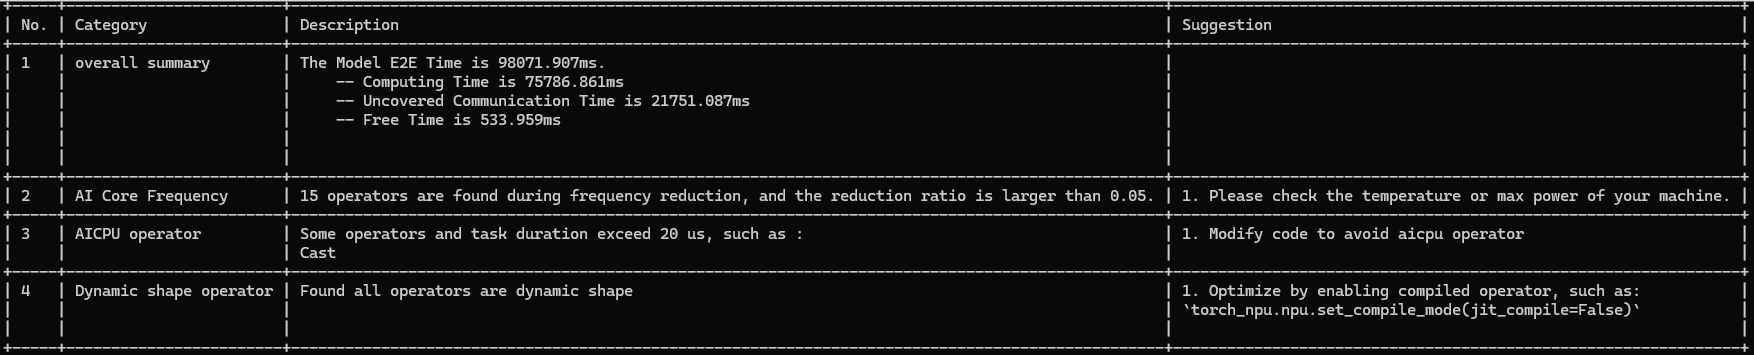 No. Category Description Suggestion
1 overall summary The Model E2E Time is 98071.907ms.
-- Computing Time is 75786.861ms
-- Uncovered Communication Time is 21751.087ms
-- Free Time is 533.959ms
2 AI Core Frequency 15 operators are found during frequency reduction, and the reduction ratio is larger than 0.05. 1. Please check the temperature or max power of your machine.
3 AICPU operator Some operators and task duration exceed 20 us, such as : 1. Modify code to avoid aicpu operator
Cast
4 Dynamic shape operator Found all operators are dynamic shape 1. Optimize by enabling compiled operator, such as:
`torch_npu.npu.set_compile_mode(jit_compile=False)`